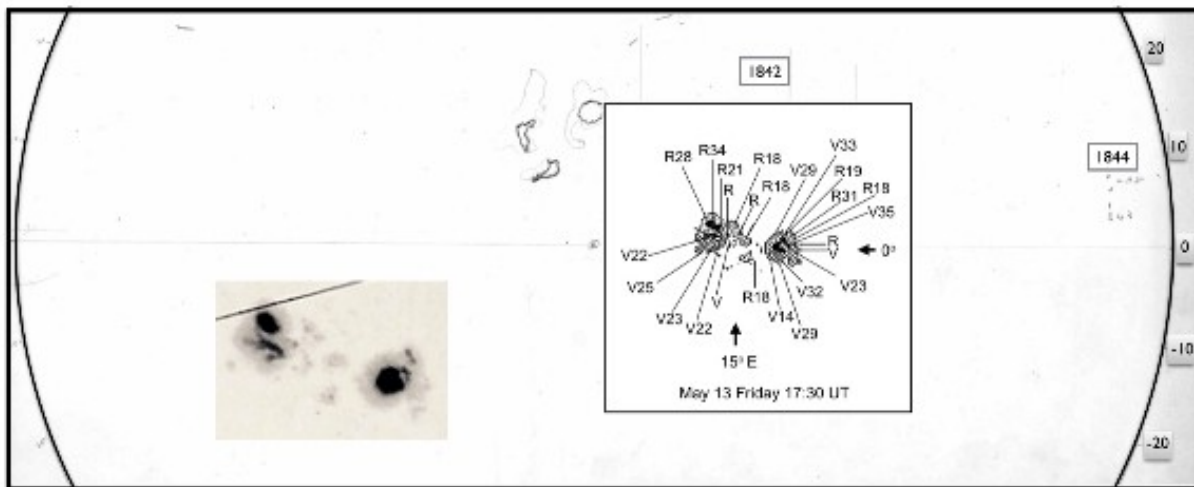 1842
20
10
1844
0
-10
-20
V33
R28
R34
R18
V29
R19
R21
R18
R18
R
R
R31
V35
V22
R
V
0°
V25
R18
V32
V23
V23
V22
V
V14
V29
15° E
May 13 Friday 17:30 UT